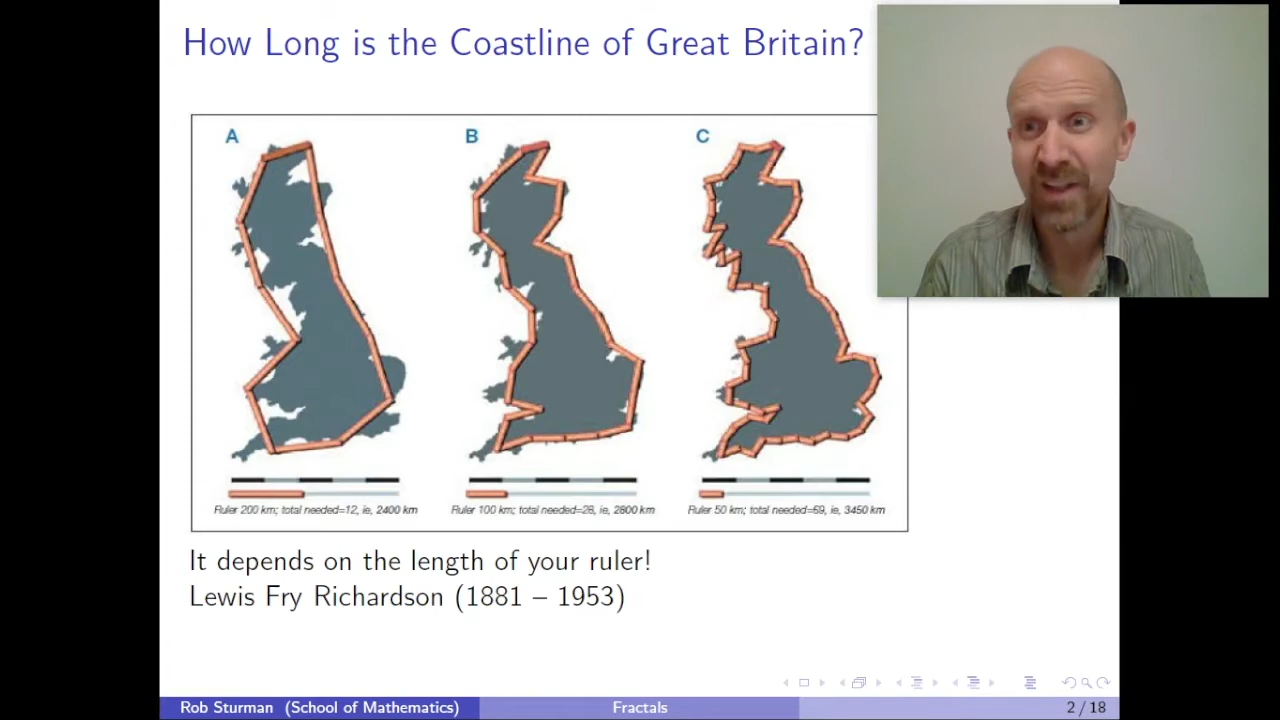 How Long is the Coastline of Great Britain?
A B C
Ruler 200 km; total needed=12, ie, 2400 km
Ruler 100 km; total needed=28, ie, 2800 km
Ruler 50 km; total needed=69, ie, 3450 km
It depends on the length of your ruler!
Lewis Fry Richardson (1881 – 1953)
Rob Sturman (School of Mathematics) Fractals 2 / 18